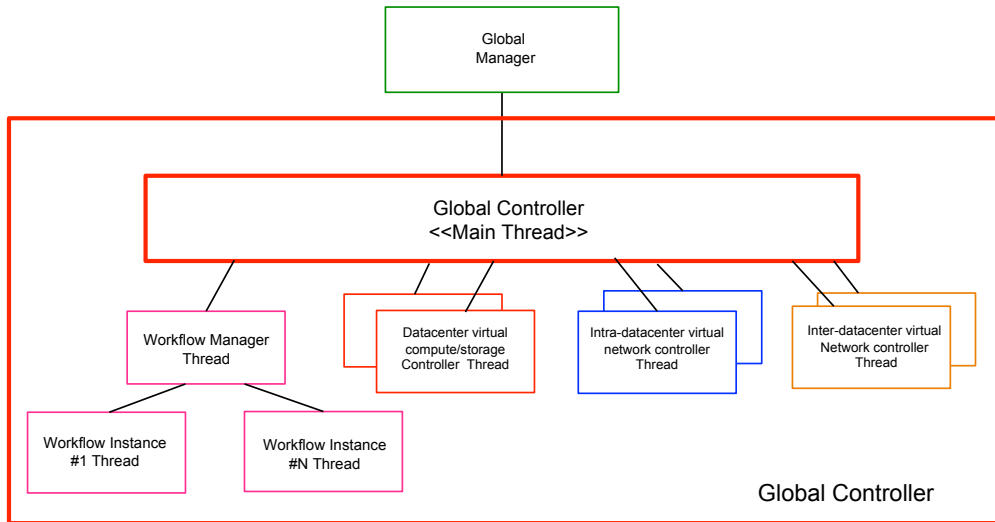 Global
Manager
Global Controller
<<Main Thread>>
Workflow Manager
Thread
Datacenter virtual
compute/storage
Controller Thread
Intra-datacenter virtual
network controller
Thread
Inter-datacenter virtual
Network controller
Thread
Workflow Instance
#1 Thread
Workflow Instance
#N Thread
Global Controller